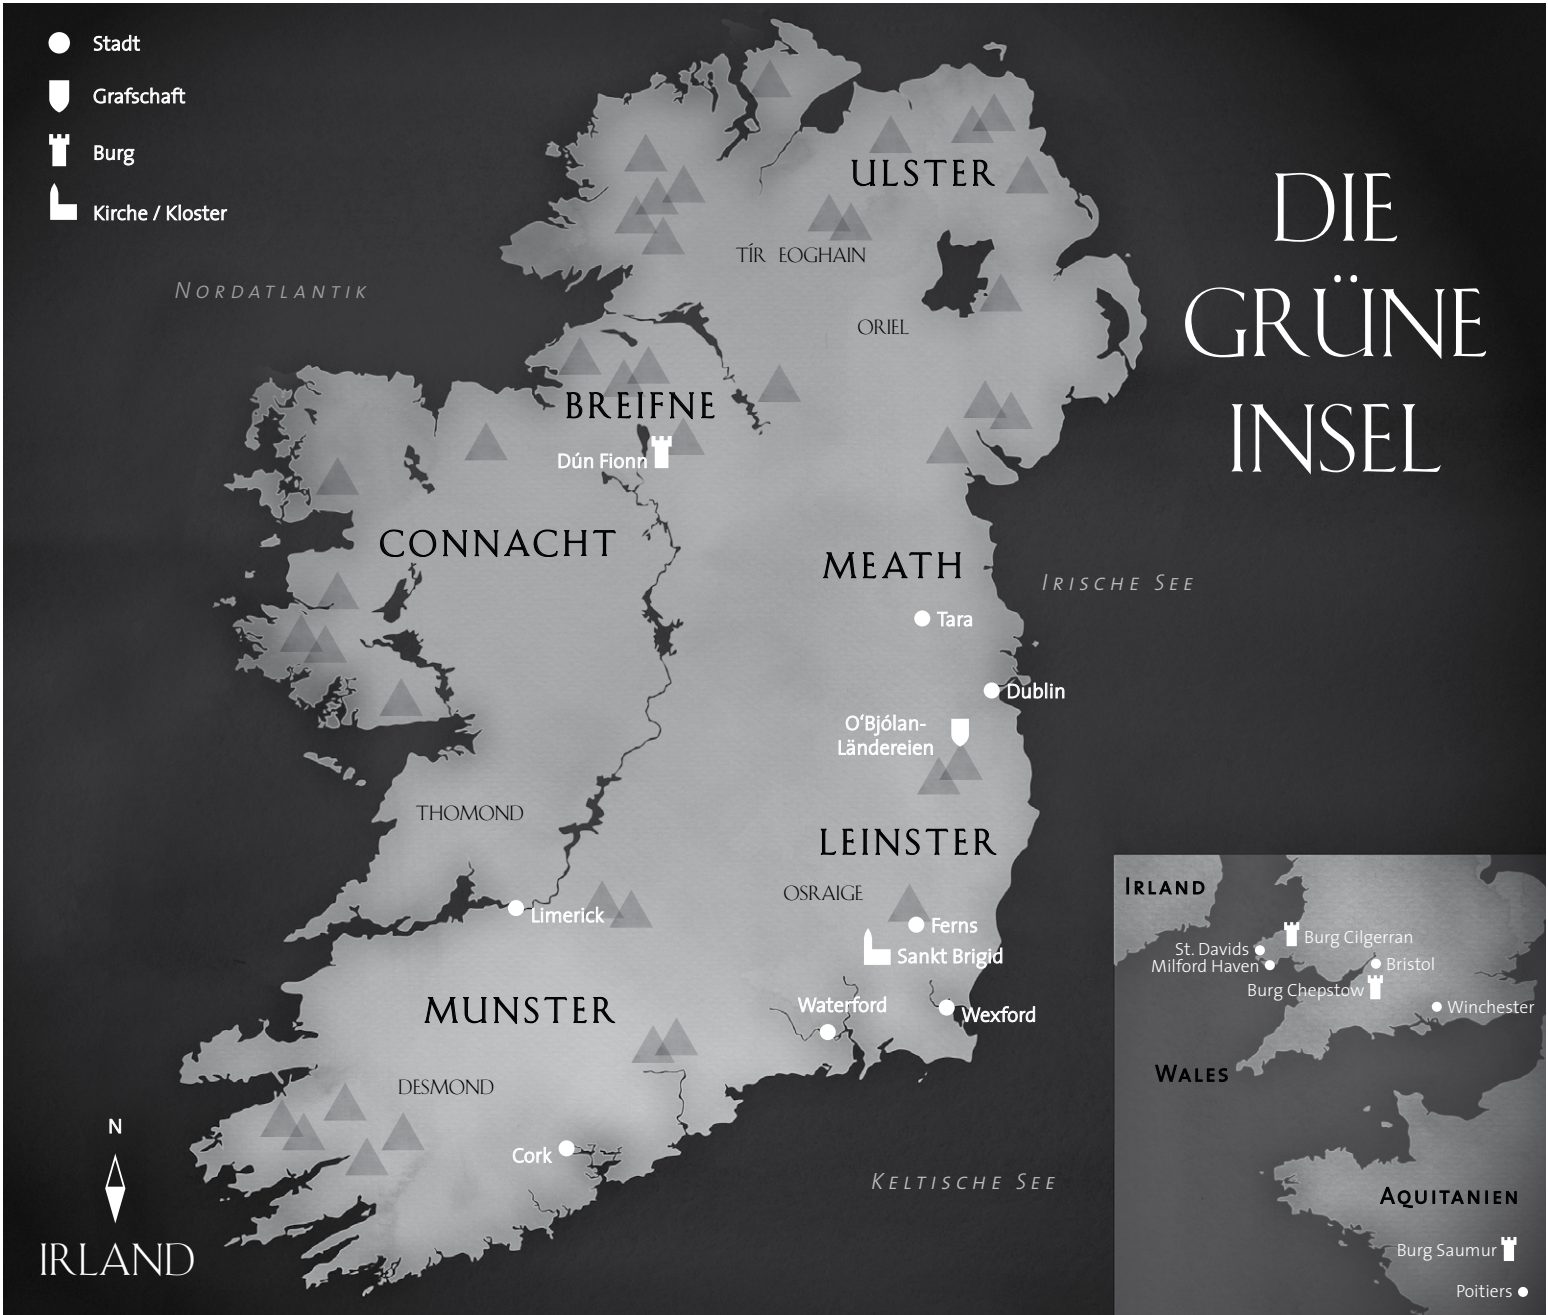 Stadt
Grafschaft
Burg
Kirche / Kloster
DIE
GRÜNE
INSEL
NORDATLANTIK
ULSTER
TÍR EOGHAIN
ORIEL
BREIFNE
Dún Fionn
CONNACHT
MEATH
IRISCHE SEE
Tara
Dublin
O‘Bjólan-
Ländereien
THOMOND
LEINSTER
OSRAIGE
Limerick
Ferns
Sankt Brigid
MUNSTER
Waterford
Wexford
DESMOND
Cork
KELTISCHE SEE
N
IRLAND
IRLAND
Burg Cilgerran
St. Davids
Milford Haven
Bristol
Burg Chepstow
Winchester
WALES
AQUITANIEN
Burg Saumur
Poitiers